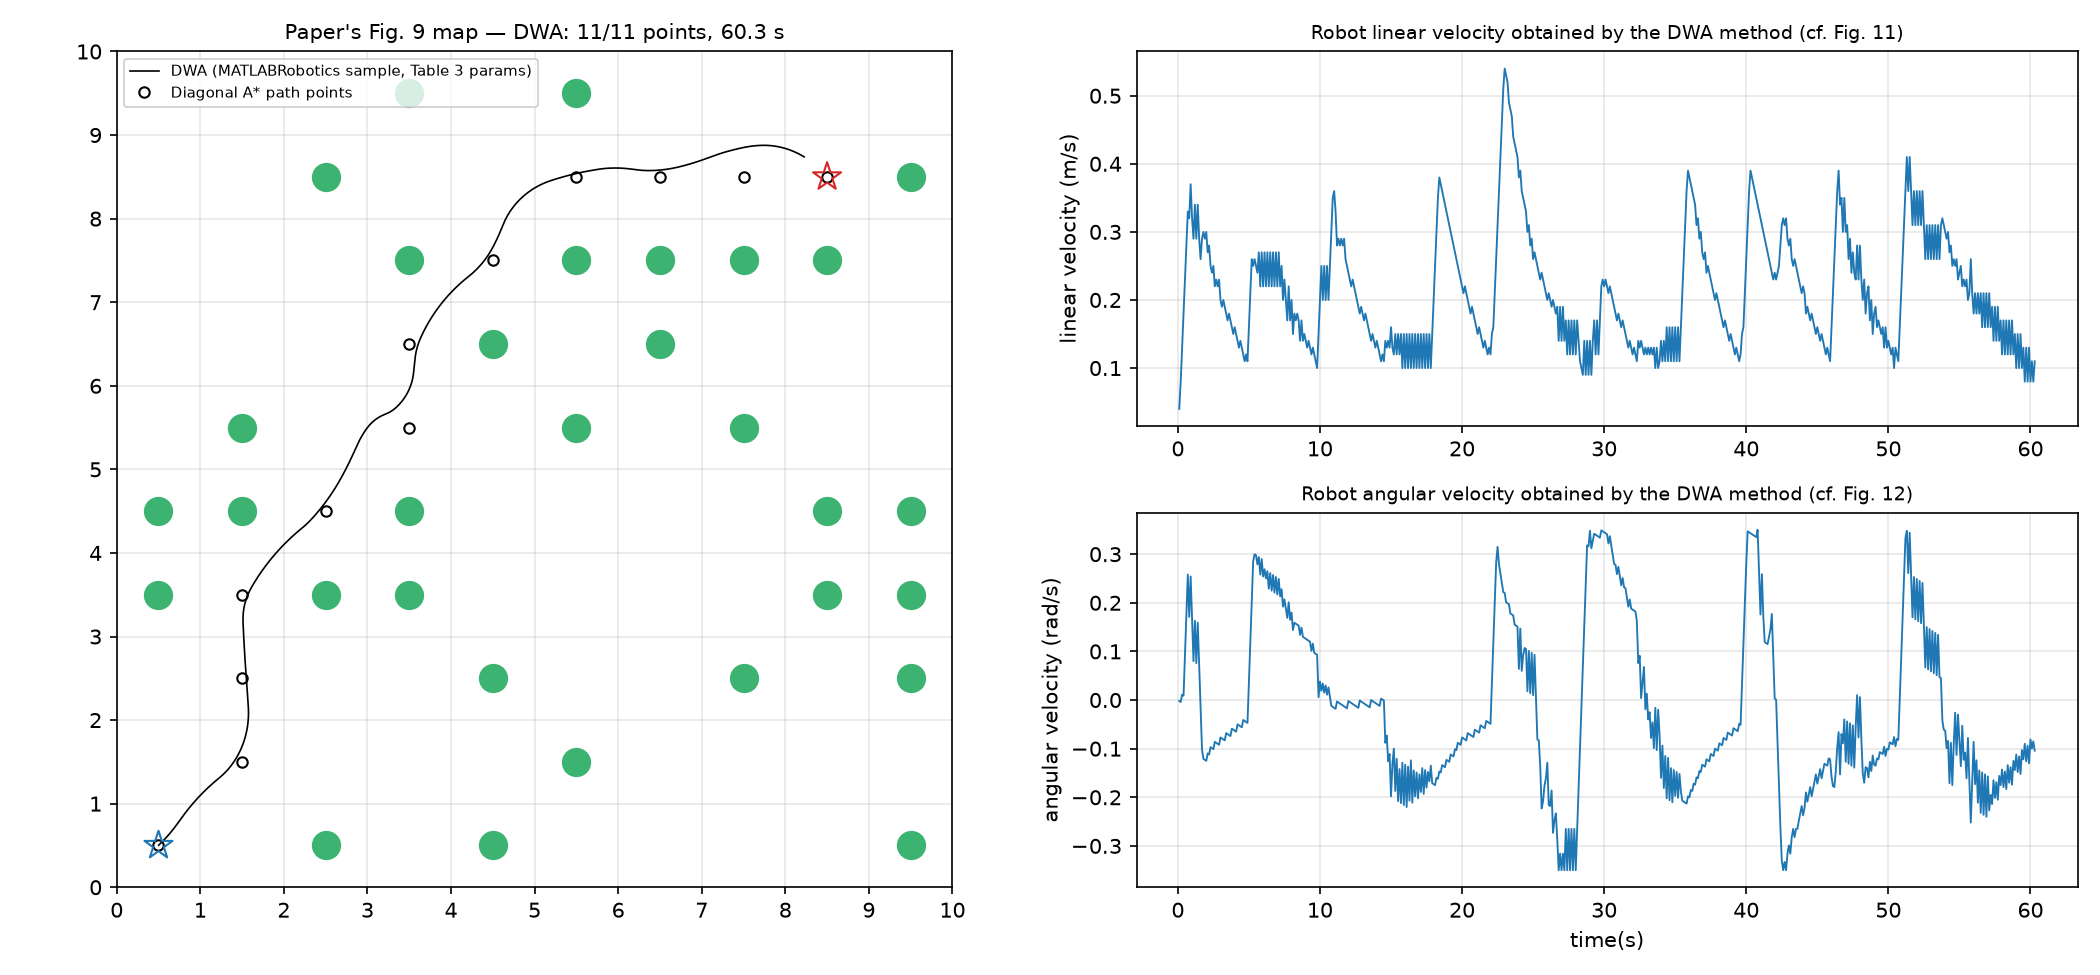 Paper's Fig. 9 map — DWA: 11/11 points, 60.3 s
DWA (MATLABRobotics sample, Table 3 params)
Diagonal A* path points
10
9
8
7
6
5
4
3
2
1
0
0 1 2 3 4 5 6 7 8 9 10
Robot linear velocity obtained by the DWA method (cf. Fig. 11)
linear velocity (m/s)
0.5
0.4
0.3
0.2
0.1
0 10 20 30 40 50 60
Robot angular velocity obtained by the DWA method (cf. Fig. 12)
angular velocity (rad/s)
0.3
0.2
0.1
0.0
−0.1
−0.2
−0.3
0 10 20 30 40 50 60
time(s)